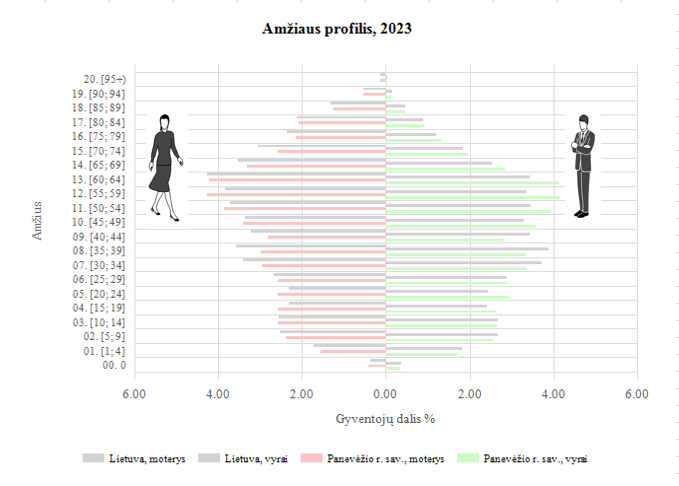 Amžiaus profilis, 2023
20. [95+)
19. [90; 94]
18. [85; 89]
17. [80; 84]
16. [75; 79]
15. [70; 74]
14. [65; 69]
13. [60; 64]
12. [55; 59]
11. [50; 54]
10. [45; 49]
09. [40; 44]
08. [35; 39]
07. [30; 34]
06. [25; 29]
05. [20; 24]
04. [15; 19]
03. [10; 14]
02. [5; 9]
01. [1; 4]
00. 0
Amžius
6.00 4.00 2.00 0.00 2.00 4.00 6.00
Gyventojų dalis %
Lietuva, moterys Lietuva, vyrai Panevėžio r. sav., moterys Panevėžio r. sav., vyrai